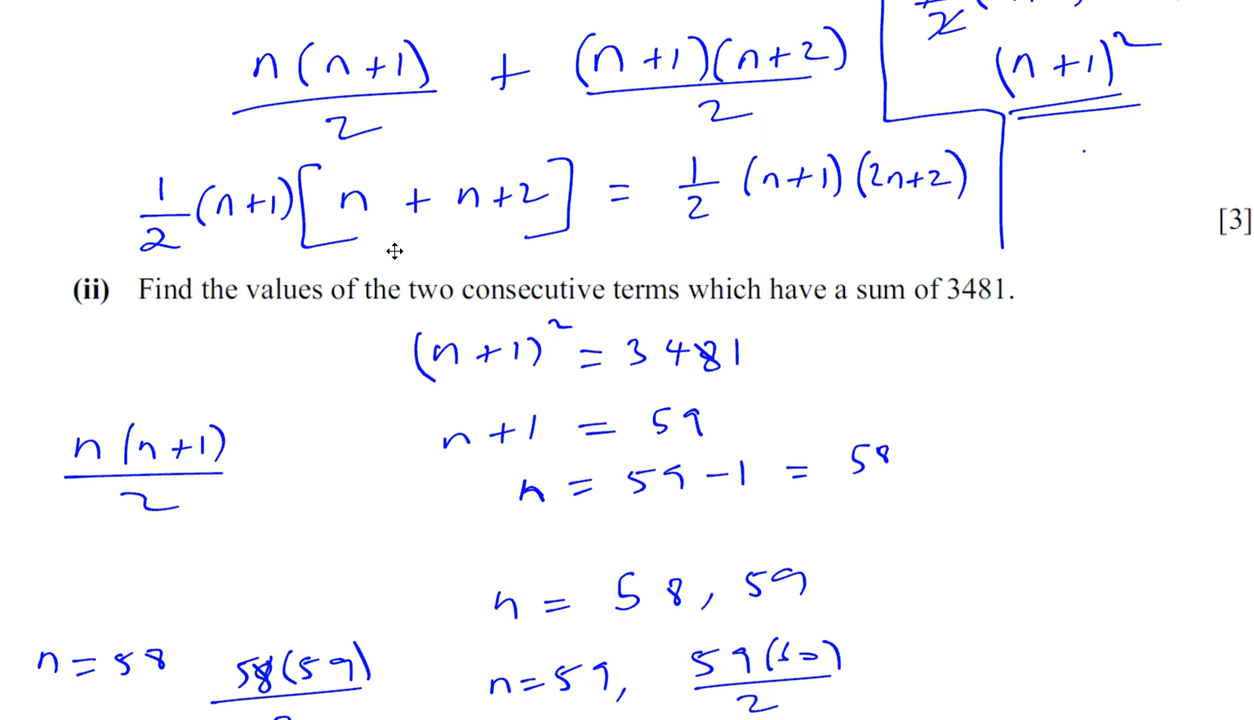 n(n+1)/2 + (n+1)(n+2)/2
(n+1)²
1/2 (n+1)[n + n+2] = 1/2 (n+1)(2n+2)
[3]
(ii) Find the values of the two consecutive terms which have a sum of 3481.
(n+1)² = 3481
n+1 = 59
n(n+1)/2
n = 59-1 = 58
n = 58, 59
n=58 58(59)
n=59, 59(60)/2